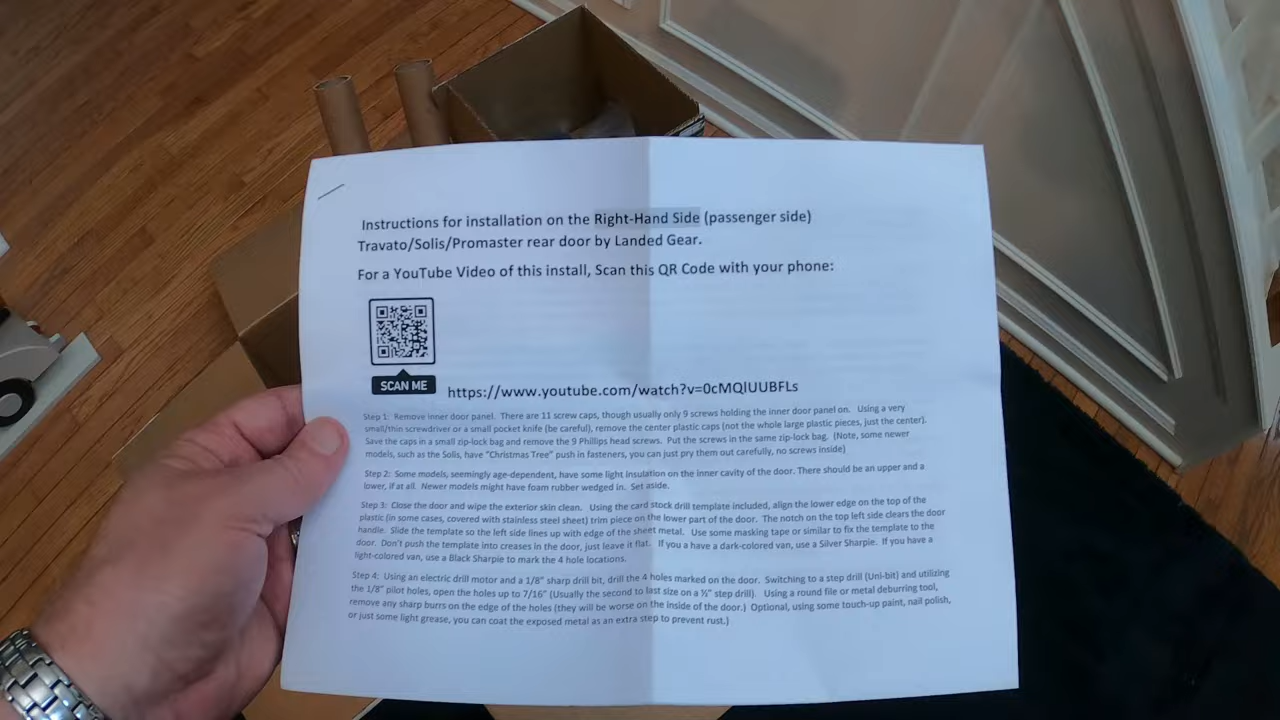 Instructions for installation on the Right-Hand Side (passenger side)
Travato/Solis/Promaster rear door by Landed Gear.
For a YouTube Video of this install, Scan this QR Code with your phone:
SCAN ME
https://www.youtube.com/watch?v=0cMQlUUBFLs
Step 1: Remove inner door panel. There are 11 screw caps, though usually only 9 screws holding the inner door panel on. Using a very
small/thin screwdriver or a small pocket knife (be careful), remove the center plastic caps (not the whole large plastic pieces, just the center).
Save the caps in a small zip-lock bag and remove the 9 Phillips head screws. Put the screws in the same zip-lock bag. (Note, some newer
models, such as the Solis, have "Christmas Tree" push in fasteners, you can just pry them out carefully, no screws inside)
Step 2: Some models, seemingly age-dependent, have some light insulation on the inner cavity of the door. There should be an upper and a
lower, if at all. Newer models might have foam rubber wedged in. Set aside.
Step 3: Close the door and wipe the exterior skin clean. Using the card stock drill template included, align the lower edge on the top of the
plastic (in some cases, covered with stainless steel sheet) trim piece on the lower part of the door. The notch on the top left side clears the door
handle. Slide the template so the left side lines up with edge of the sheet metal. Use some masking tape or similar to fix the template to the
door. Don't push the template into creases in the door, just leave it flat. If you have a dark-colored van, use a Silver Sharpie. If you have a
light-colored van, use a Black Sharpie to mark the 4 hole locations.
Step 4: Using an electric drill motor and a 1/8" sharp drill bit, drill the 4 holes marked on the door. Switching to a step drill (Uni-bit) and utilizing
the 1/8" pilot holes, open the holes up to 7/16" (Usually the second to last size on a ½" step drill). Using a round file or metal deburring tool,
remove any sharp burrs on the edge of the holes (they will be worse on the inside of the door.) Optional, using some touch-up paint, nail polish,
or just some light grease, you can coat the exposed metal as an extra step to prevent rust.)